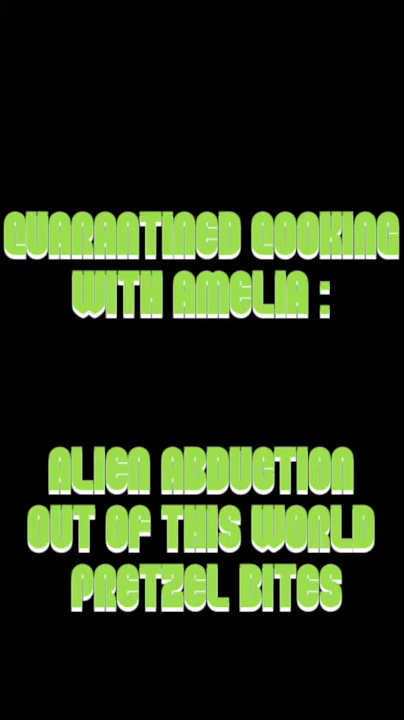 QUARANTINED COOKING
WITH AMELIA :
ALIEN ABDUCTION
OUT OF THIS WORLD
PRETZEL BITES